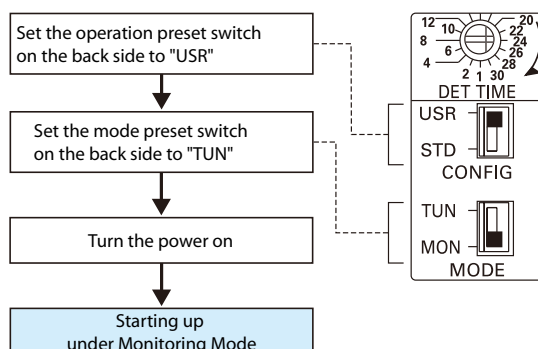 Set the operation preset switch
on the back side to "USR"
Set the mode preset switch
on the back side to "TUN"
Turn the power on
Starting up
under Monitoring Mode
12
10
8
6
4
2
1
30
28
26
24
22
20
DET TIME
USR
STD
CONFIG
TUN
MON
MODE